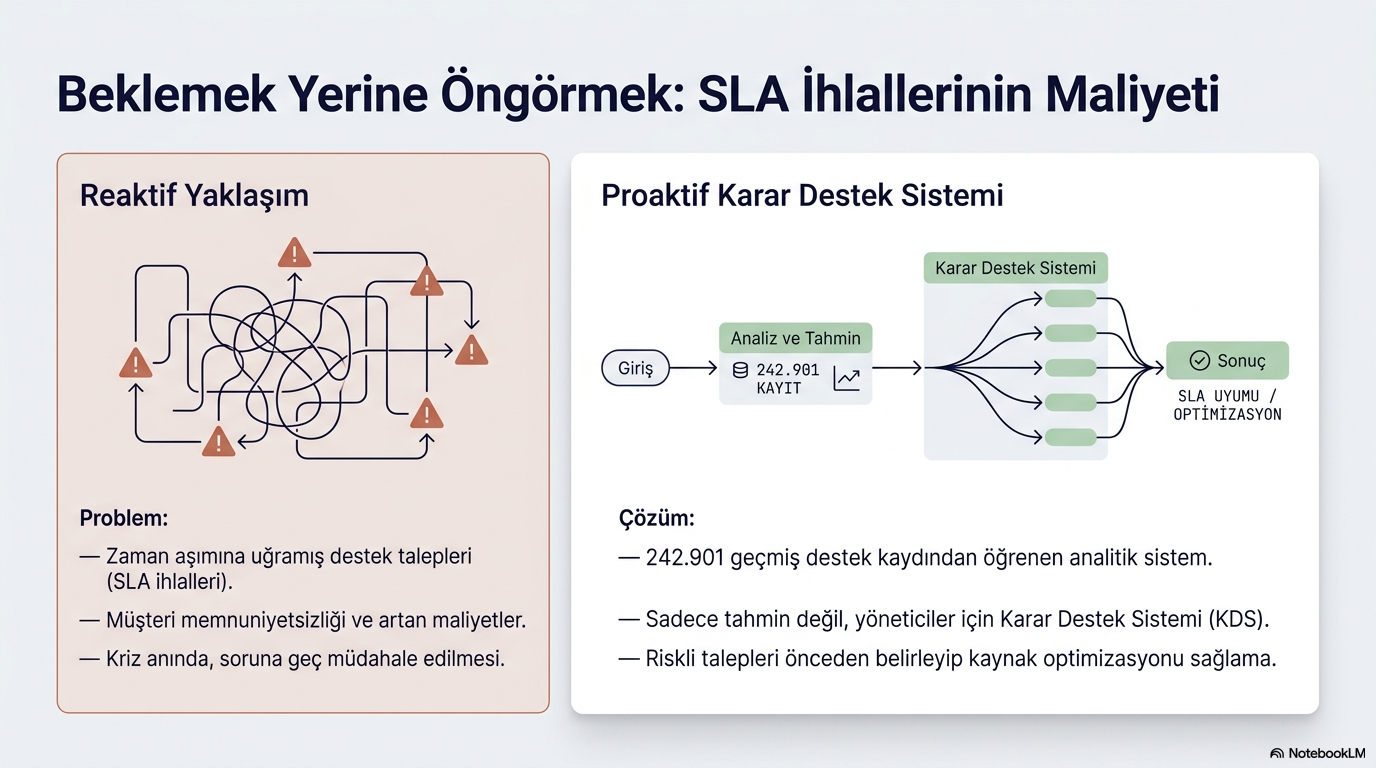 Beklemek Yerine Öngörmek: SLA İhlallerinin Maliyeti
Reaktif Yaklaşım
Problem:
— Zaman aşımına uğramış destek talepleri
(SLA ihlalleri).
— Müşteri memnuniyetsizliği ve artan maliyetler.
— Kriz anında, soruna geç müdahale edilmesi.
Proaktif Karar Destek Sistemi
Giriş
Analiz ve Tahmin
242.901
KAYIT
Karar Destek Sistemi
Sonuç
SLA UYUMU /
OPTİMİZASYON
Çözüm:
— 242.901 geçmiş destek kaydından öğrenen analitik sistem.
— Sadece tahmin değil, yöneticiler için Karar Destek Sistemi (KDS).
— Riskli talepleri önceden belirleyip kaynak optimizasyonu sağlama.
NotebookLM